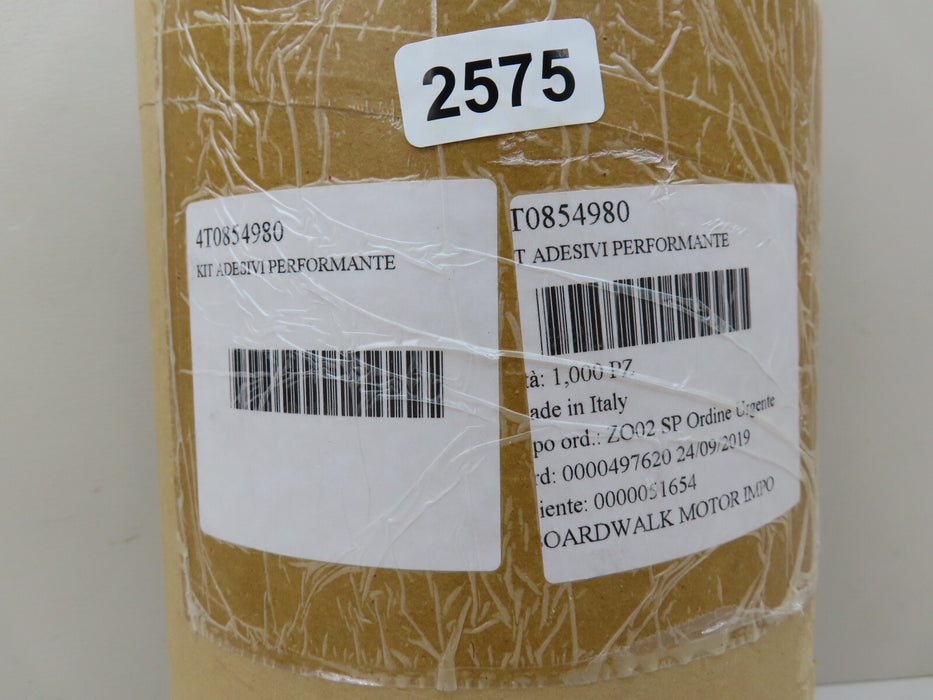 2575
4T0854980
KIT ADESIVI PERFORMANTE
T0854980
T ADESIVI PERFORMANTE
tà: 1,000 PZ
ade in Italy
po ord.: ZO02 SP Ordine Urgente
rd: 0000497620 24/09/2019
iente: 0000051654
OARDWALK MOTOR IMPO